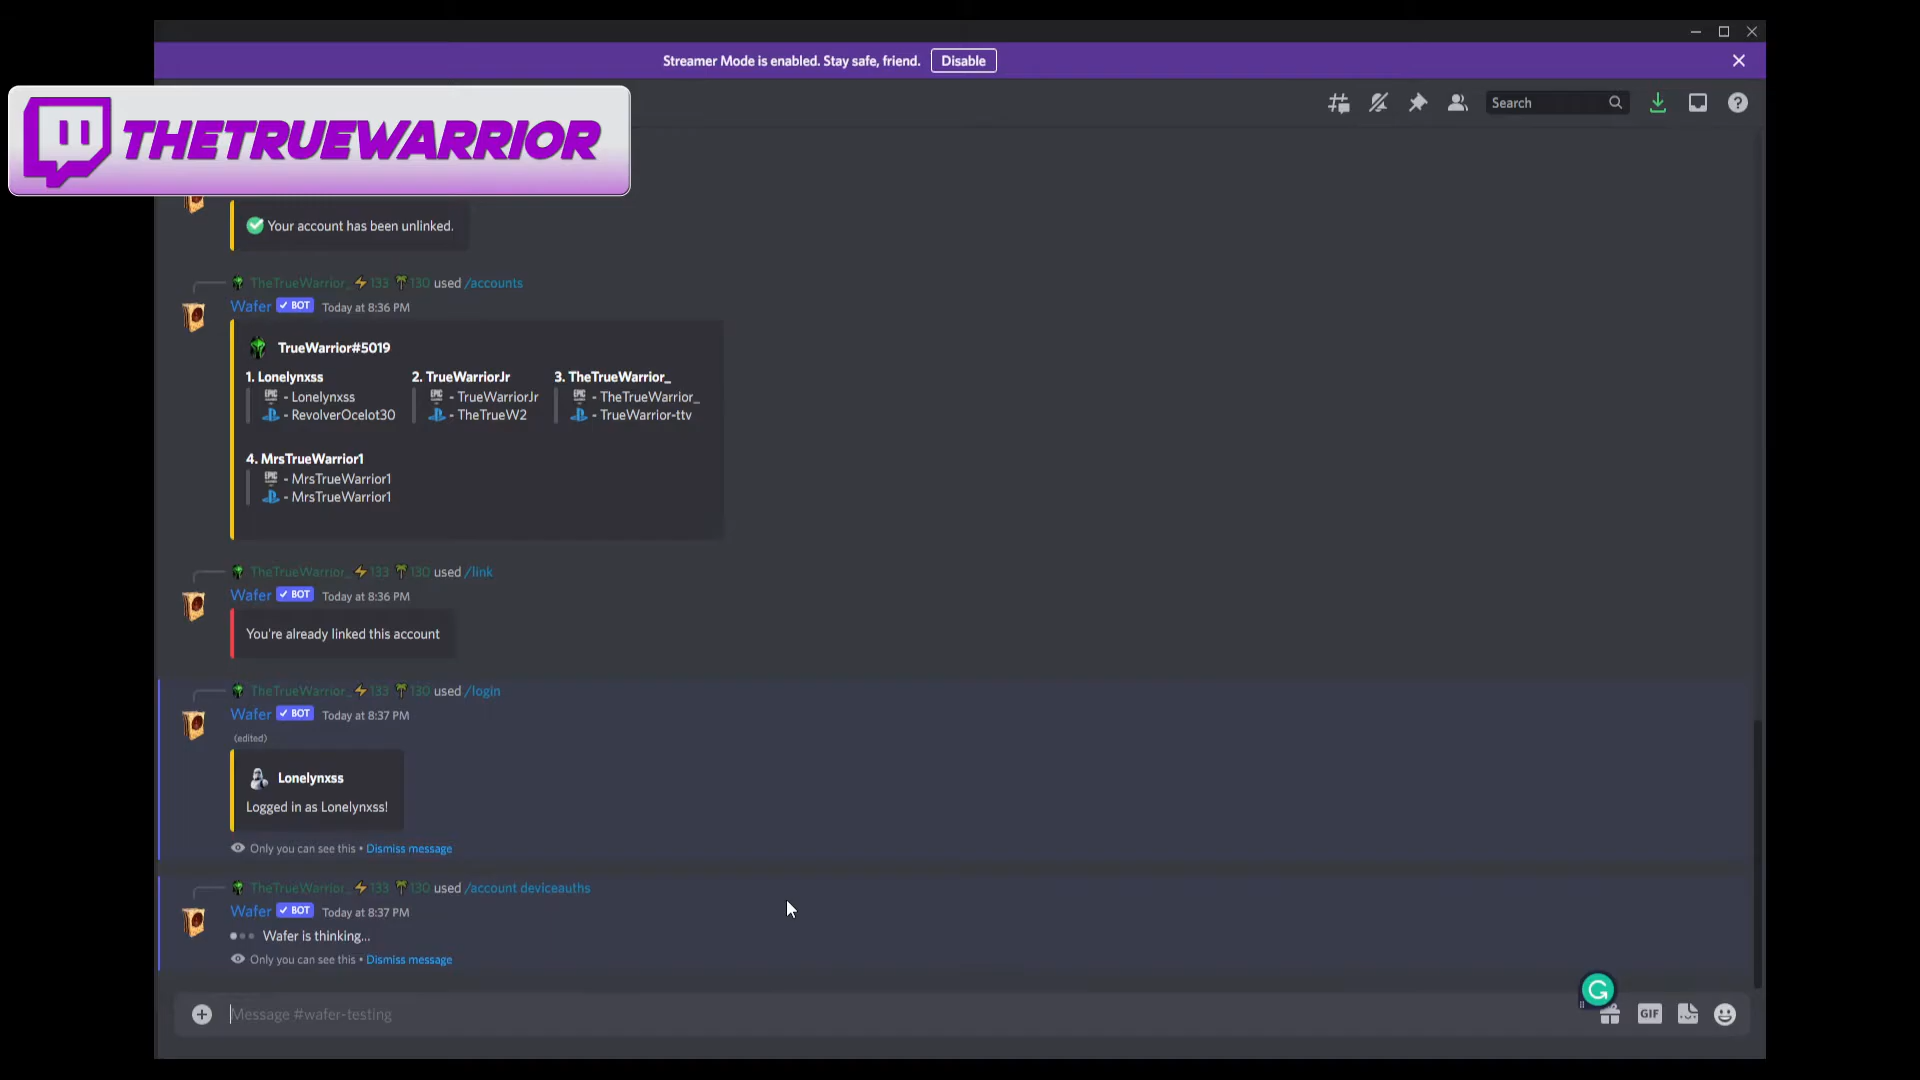 Streamer Mode is enabled. Stay safe, friend. Disable
THETRUEWARRIOR
Search
Your account has been unlinked.
TheTrueWarrior_ ⚡133 🌴130 used /accounts
Wafer ✓ BOT Today at 8:36 PM
TrueWarrior#5019
1. Lonelynxss 2. TrueWarriorJr 3. TheTrueWarrior_
EPIC - Lonelynxss EPIC - TrueWarriorJr EPIC - TheTrueWarrior_
- RevolverOcelot30 - TheTrueW2 - TrueWarrior-ttv
4. MrsTrueWarrior1
EPIC - MrsTrueWarrior1
- MrsTrueWarrior1
TheTrueWarrior_ ⚡133 🌴130 used /link
Wafer ✓ BOT Today at 8:36 PM
You're already linked this account
TheTrueWarrior_ ⚡133 🌴130 used /login
Wafer ✓ BOT Today at 8:37 PM
(edited)
Lonelynxss
Logged in as Lonelynxss!
Only you can see this • Dismiss message
TheTrueWarrior_ ⚡133 🌴130 used /account deviceauths
Wafer ✓ BOT Today at 8:37 PM
Wafer is thinking...
Only you can see this • Dismiss message
Message #wafer-testing
GIF